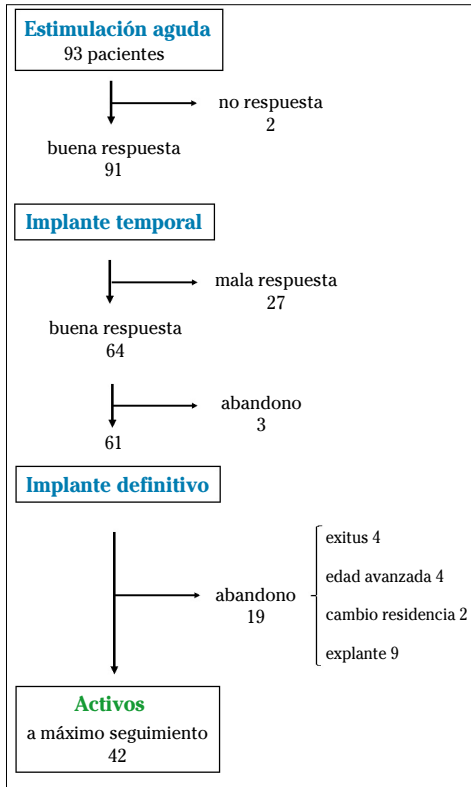 Estimulación aguda
93 pacientes
no respuesta
2
buena respuesta
91
Implante temporal
mala respuesta
27
buena respuesta
64
abandono
3
61
Implante definitivo
exitus 4
edad avanzada 4
abandono
19
cambio residencia 2
explante 9
Activos
a máximo seguimiento
42